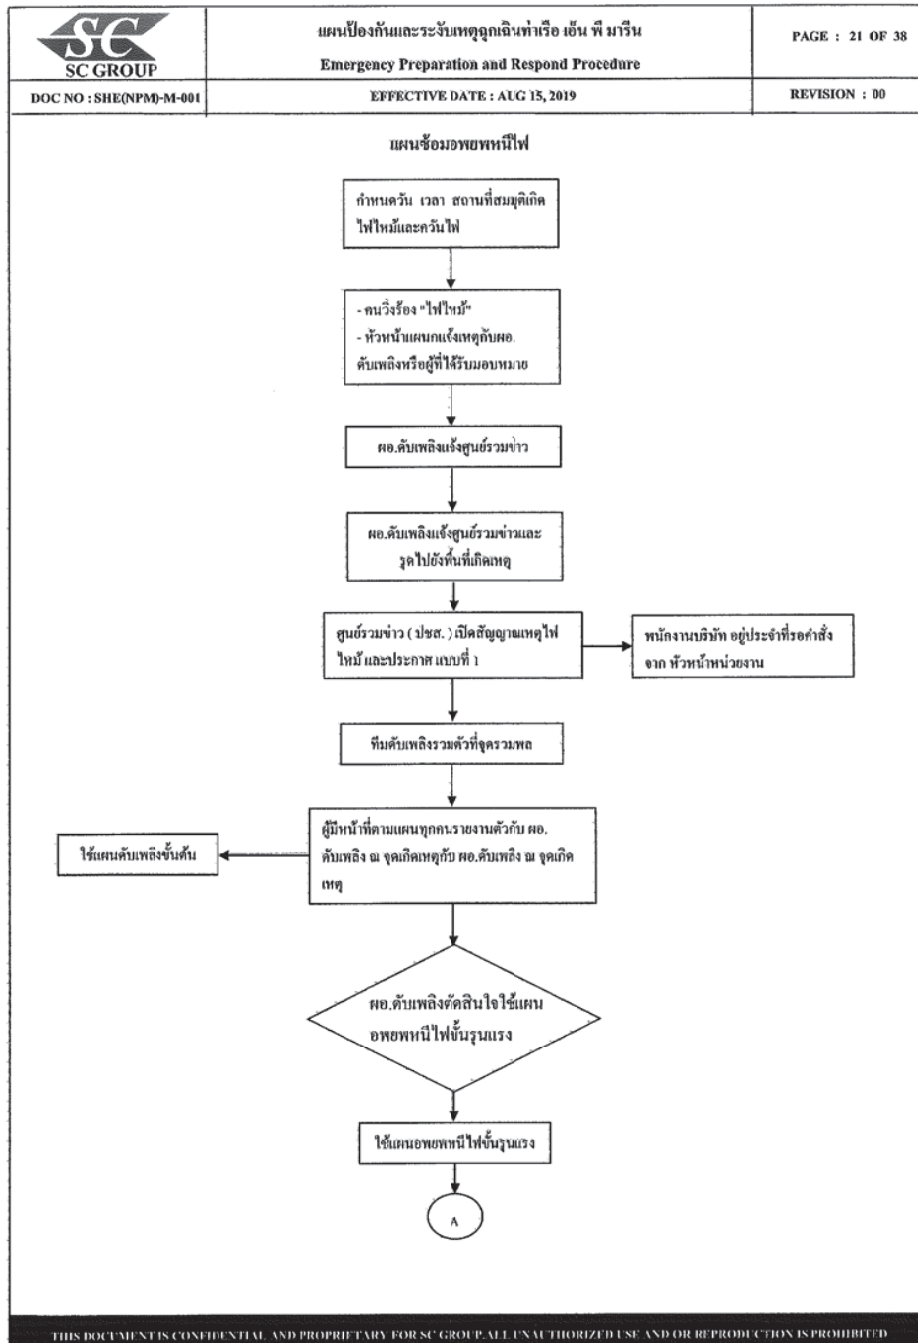 SC
SC GROUP
แผนป้องกันและระงับเหตุฉุกเฉินท่าเรือ เอ็น พี มารีน
Emergency Preparation and Respond Procedure
PAGE : 21 OF 38
DOC NO : SHE(NPM)-M-001
EFFECTIVE DATE : AUG 15, 2019
REVISION : 00
แผนซ้อมอพยพหนีไฟ
กำหนดวัน เวลา สถานที่สมมุติเกิด
ไฟไหม้และควันไฟ
- คนวิ่งร้อง "ไฟไหม้"
- หัวหน้าแผนกแจ้งเหตุกับผอ.
ดับเพลิงหรือผู้ที่ได้รับมอบหมาย
ผอ.ดับเพลิงแจ้งศูนย์รวมข่าว
ผอ.ดับเพลิงแจ้งศูนย์รวมข่าวและ
รุดไปยังพื้นที่เกิดเหตุ
ศูนย์รวมข่าว ( ปชส. ) เปิดสัญญาณเหตุไฟ
ไหม้ และประกาศ แบบที่ 1
พนักงานบริษัท อยู่ประจำที่รอคำสั่ง
จาก หัวหน้าหน่วยงาน
ทีมดับเพลิงรวมตัวที่จุดรวมพล
ผู้มีหน้าที่ตามแผนทุกคนรายงานตัวกับ ผอ.
ดับเพลิง ณ จุดเกิดเหตุกับ ผอ.ดับเพลิง ณ จุดเกิด
เหตุ
ใช้แผนดับเพลิงขั้นต้น
ผอ.ดับเพลิงตัดสินใจใช้แผน
อพยพหนีไฟขั้นรุนแรง
ใช้แผนอพยพหนีไฟขั้นรุนแรง
A
THIS DOCUMENT IS CONFIDENTIAL AND PROPRIETARY FOR SC GROUP. ALL UNAUTHORIZED USE AND OR REPRODUCTION IS PROHIBITED